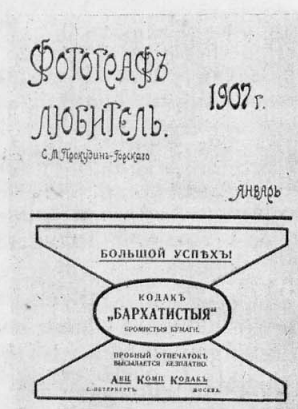 ФОТОГРАФЪ
1907 г.
ЛЮБИТЕЛЬ.
С.М. Прокудинъ-Горскаго
ЯНВАРЬ
БОЛЬШОЙ УСПѢХЪ!
КОДАКЪ
„БАРХАТИСТЫЯ“
БРОМИСТЫЯ БУМАГИ.
ПРОБНЫЙ ОТПЕЧАТОКЪ
ВЫСЫЛАЕТСЯ БЕЗПЛАТНО.
АКЦ. КОМП. КОДАКЪ
С.-ПЕТЕРБУРГЪ. МОСКВА.